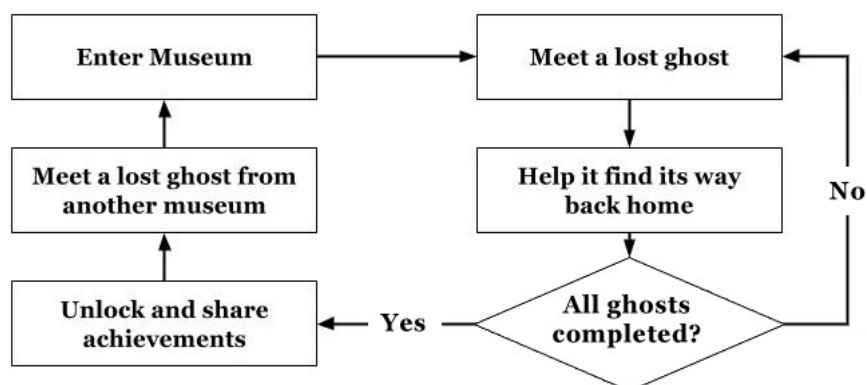 Enter Museum
Meet a lost ghost
Help it find its way
back home
All ghosts
completed?
No
Yes
Unlock and share
achievements
Meet a lost ghost from
another museum